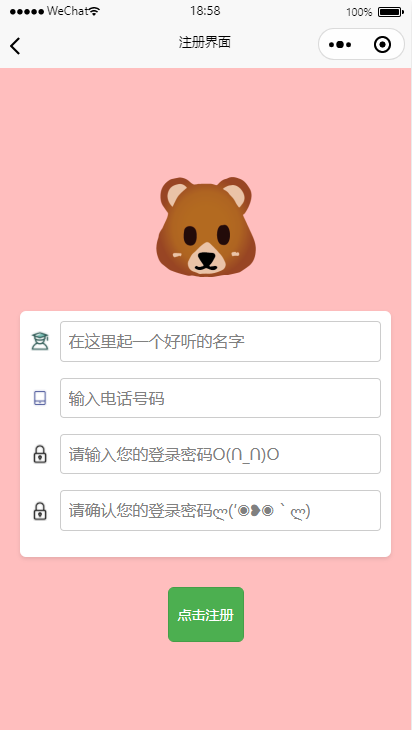 WeChat
18:58
100%
注册界面
在这里起一个好听的名字
输入电话号码
请输入您的登录密码O(∩_∩)O
请确认您的登录密码ლ(′◉❥◉｀ლ)
点击注册